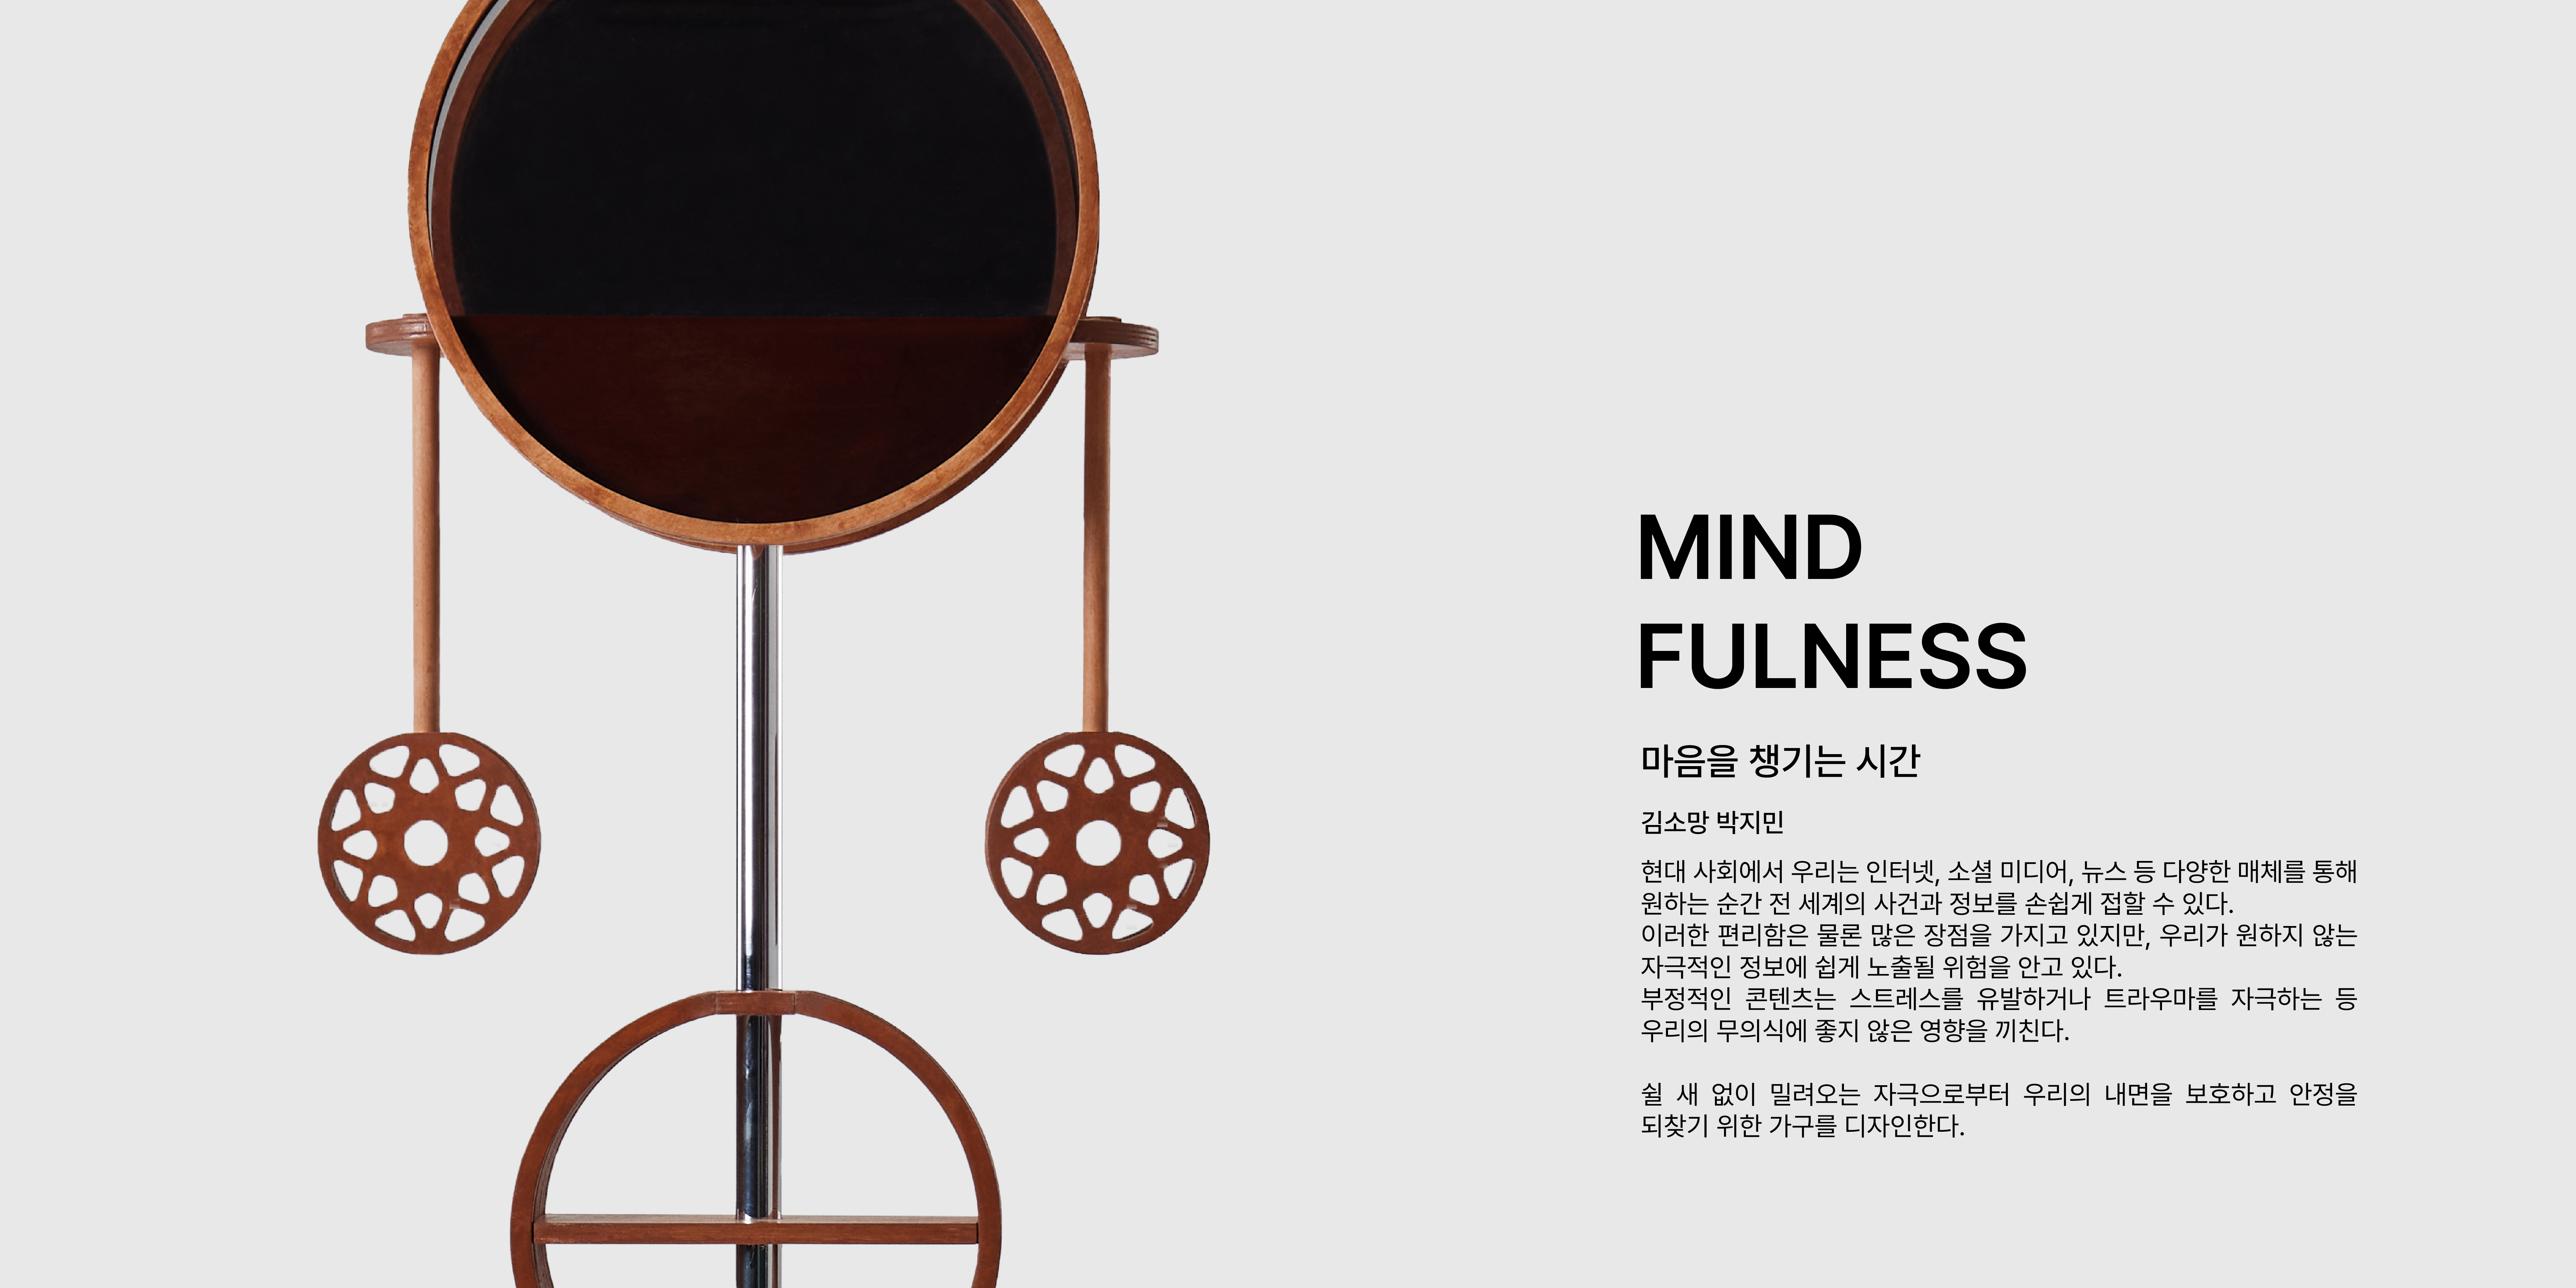 MIND
FULNESS
마음을 챙기는 시간
김소망 박지민
현대 사회에서 우리는 인터넷, 소셜 미디어, 뉴스 등 다양한 매체를 통해
원하는 순간 전 세계의 사건과 정보를 손쉽게 접할 수 있다.
이러한 편리함은 물론 많은 장점을 가지고 있지만, 우리가 원하지 않는
자극적인 정보에 쉽게 노출될 위험을 안고 있다.
부정적인 콘텐츠는 스트레스를 유발하거나 트라우마를 자극하는 등
우리의 무의식에 좋지 않은 영향을 끼친다.
쉴 새 없이 밀려오는 자극으로부터 우리의 내면을 보호하고 안정을
되찾기 위한 가구를 디자인한다.